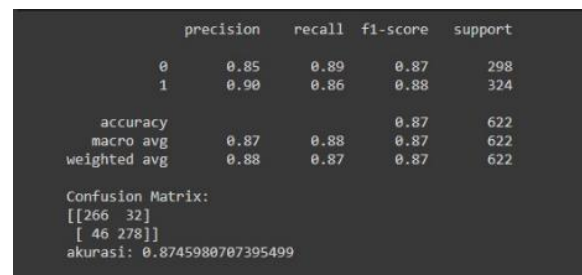 precision recall f1-score support
0 0.85 0.89 0.87 298
1 0.90 0.86 0.88 324
accuracy 0.87 622
macro avg 0.87 0.88 0.87 622
weighted avg 0.88 0.87 0.87 622
Confusion Matrix:
[[266 32]
[ 46 278]]
akurasi: 0.8745980707395499